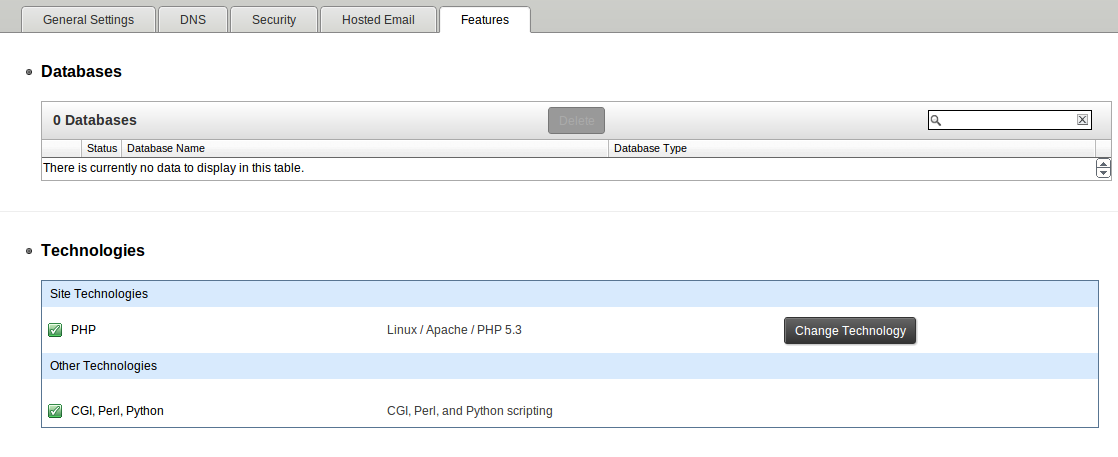 General Settings DNS Security Hosted Email Features
Databases
0 Databases Delete
Status Database Name Database Type
There is currently no data to display in this table.
Technologies
Site Technologies
PHP Linux / Apache / PHP 5.3 Change Technology
Other Technologies
CGI, Perl, Python CGI, Perl, and Python scripting